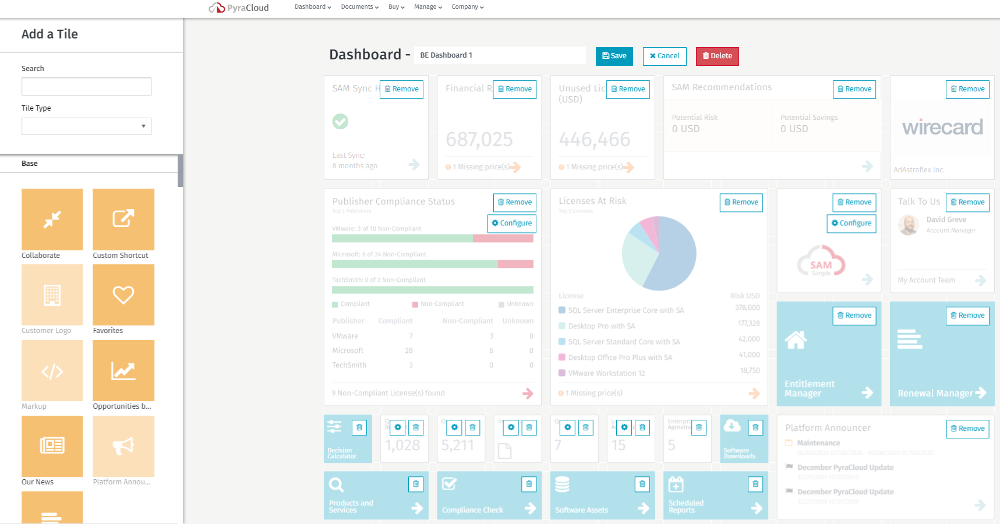 PyraCloud
Dashboard
Documents
Buy
Manage
Company
Add a Tile
Search
Tile Type
Base
Collaborate
Custom Shortcut
Customer Logo
Favorites
Markup
Opportunities b...
Our News
Platform Annou...
Dashboard -
BE Dashboard 1
Save
Cancel
Delete
SAM Sync H
Remove
Last Sync:
8 months ago
Financial R
Remove
687,025
1 Missing price(s)
Unused Lic
(USD)
Remove
446,466
1 Missing price(s)
SAM Recommendations
Remove
Potential Risk
0 USD
Potential Savings
0 USD
Remove
wirecard
AdAstraflex Inc.
Publisher Compliance Status
Top 3 Publishers
Remove
Configure
VMware: 3 of 10 Non-Compliant
Microsoft: 6 of 34 Non-Compliant
TechSmith: 0 of 3 Non-Compliant
Compliant Non-Compliant Unknown
Publisher Compliant Non-Compliant Unknown
VMware 7 3 0
Microsoft 28 6 0
TechSmith 3 0 0
9 Non-Compliant License(s) found
Licenses At Risk
Top 5 Licenses
Remove
License Risk USD
SQL Server Enterprise Core with SA 378,000
Desktop Pro with SA 177,328
SQL Server Standard Core with SA 42,000
Desktop Office Pro Plus with SA 41,000
VMware Workstation 12 18,750
1 Missing price(s)
Remove
Configure
SAM
Simple
Talk To Us
Remove
David Greve
Account Manager
My Account Team
Remove
Entitlement
Manager
Remove
Renewal Manager
Decision
Calculator
1,028
5,211
7
15
Enterpri
Agreeme
5
Software
Downloads
Products and
Services
Compliance Check
Software Assets
Scheduled
Reports
Platform Announcer
Remove
Maintenance
02/08/2020 02/08/2020 - 02/08/2020 02/08/2020
December PyraCloud Update
12/21/2019 12/21/2019
December PyraCloud Update
12/21/2019 12/21/2019